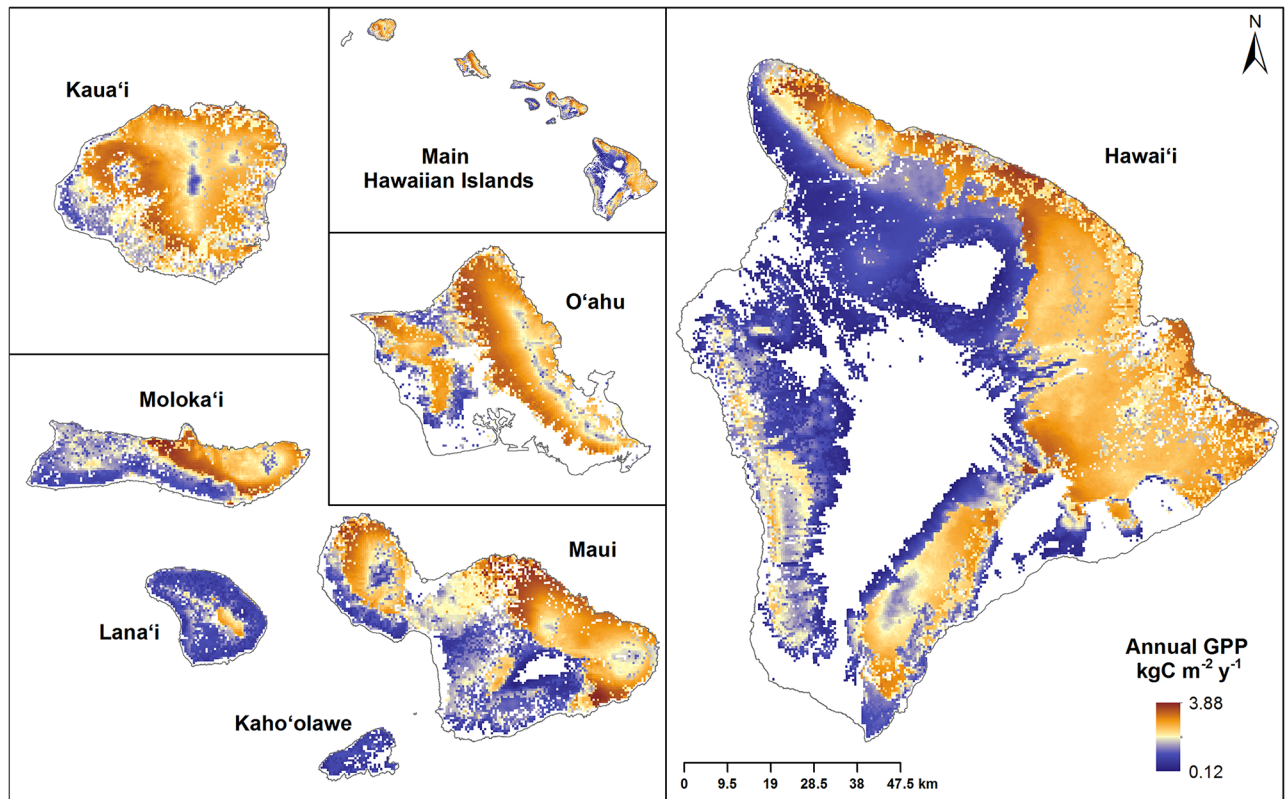 Kaua‘i
Main
Hawaiian Islands
O‘ahu
Moloka‘i
Lana‘i
Maui
Kaho‘olawe
N
Hawai‘i
Annual GPP
kgC m⁻² y⁻¹
3.88
0.12
0 9.5 19 28.5 38 47.5 km